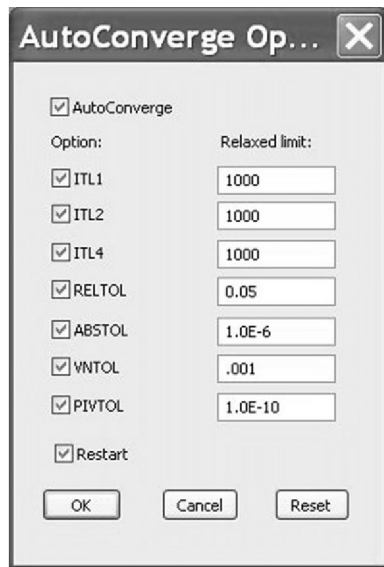 AutoConverge Op...
AutoConverge
Option: Relaxed limit:
ITL1 1000
ITL2 1000
ITL4 1000
RELTOL 0.05
ABSTOL 1.0E-6
VNTOL .001
PIVTOL 1.0E-10
Restart
OK Cancel Reset